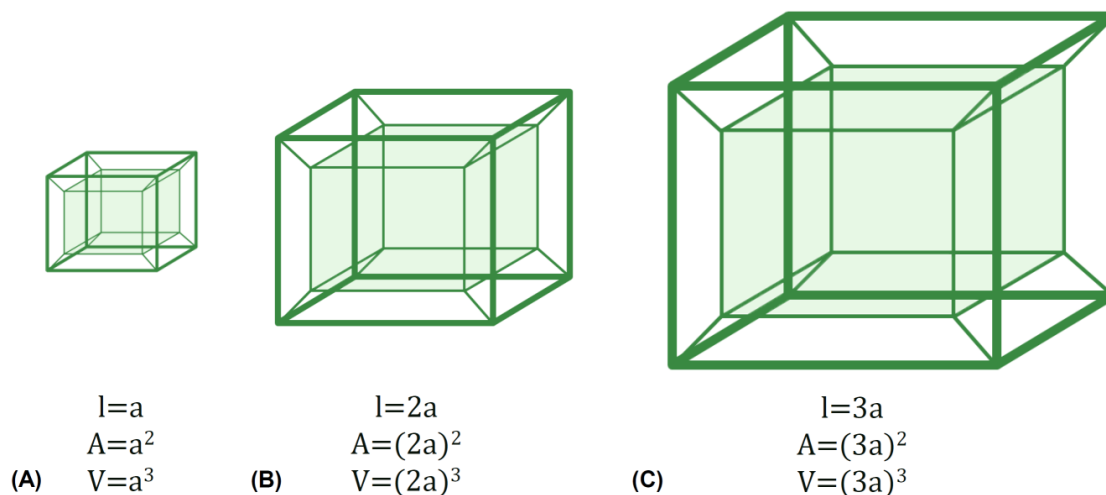 l=a
A=a²
(A) V=a³
l=2a
A=(2a)²
(B) V=(2a)³
l=3a
A=(3a)²
(C) V=(3a)³